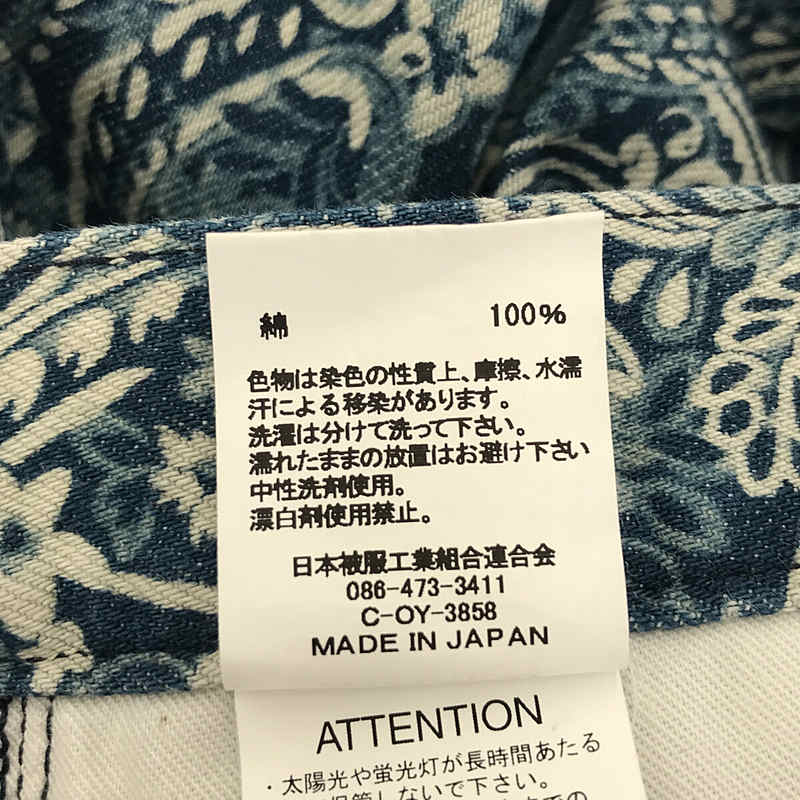 綿 100%
色物は染色の性質上、摩擦、水濡
汗による移染があります。
洗濯は分けて洗って下さい。
濡れたままの放置はお避け下さい
中性洗剤使用。
漂白剤使用禁止。
日本被服工業組合連合会
086-473-3411
C-OY-3858
MADE IN JAPAN
ATTENTION
・太陽光や蛍光灯が長時間あたる
保管しないで下さい。